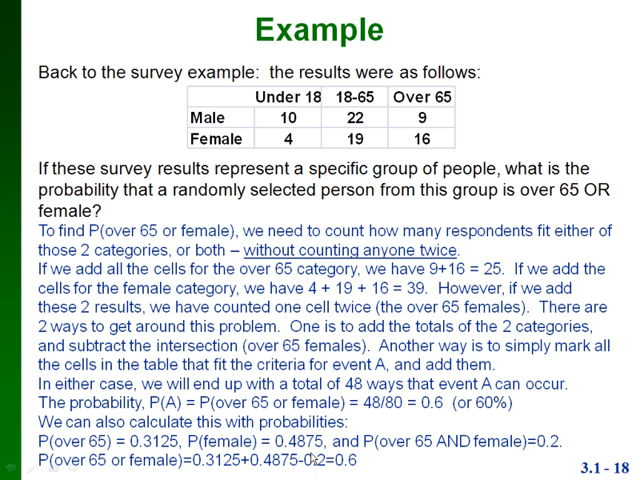 Example
Back to the survey example:  the results were as follows:
Under 18 18-65 Over 65
Male 10 22 9
Female 4 19 16
If these survey results represent a specific group of people, what is the
probability that a randomly selected person from this group is over 65 OR
female?
To find P(over 65 or female), we need to count how many respondents fit either of
those 2 categories, or both – without counting anyone twice.
If we add all the cells for the over 65 category, we have 9+16 = 25.  If we add the
cells for the female category, we have 4 + 19 + 16 = 39.  However, if we add
these 2 results, we have counted one cell twice (the over 65 females).  There are
2 ways to get around this problem.  One is to add the totals of the 2 categories,
and subtract the intersection (over 65 females).  Another way is to simply mark all
the cells in the table that fit the criteria for event A, and add them.
In either case, we will end up with a total of 48 ways that event A can occur.
The probability, P(A) = P(over 65 or female) = 48/80 = 0.6  (or 60%)
We can also calculate this with probabilities:
P(over 65) = 0.3125, P(female) = 0.4875, and P(over 65 AND female)=0.2.
P(over 65 or female)=0.3125+0.4875-0.2=0.6
3.1 - 18